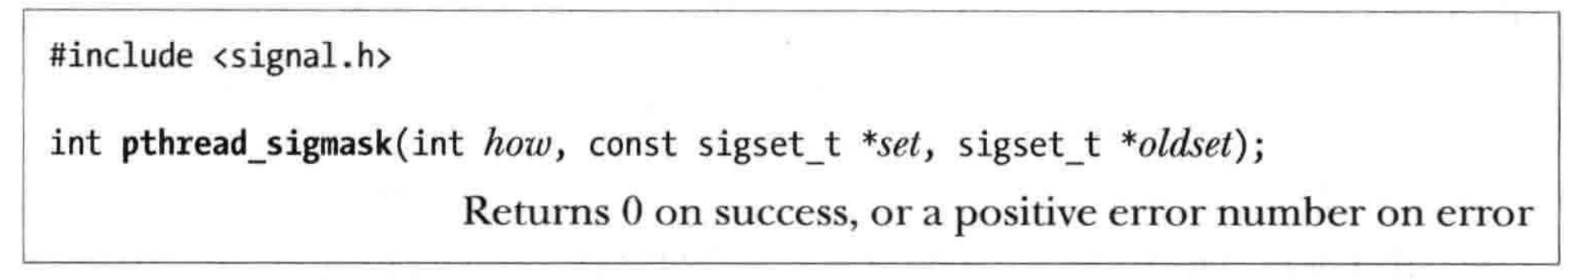 #include <signal.h>
int pthread_sigmask(int how, const sigset_t *set, sigset_t *oldset);
Returns 0 on success, or a positive error number on error